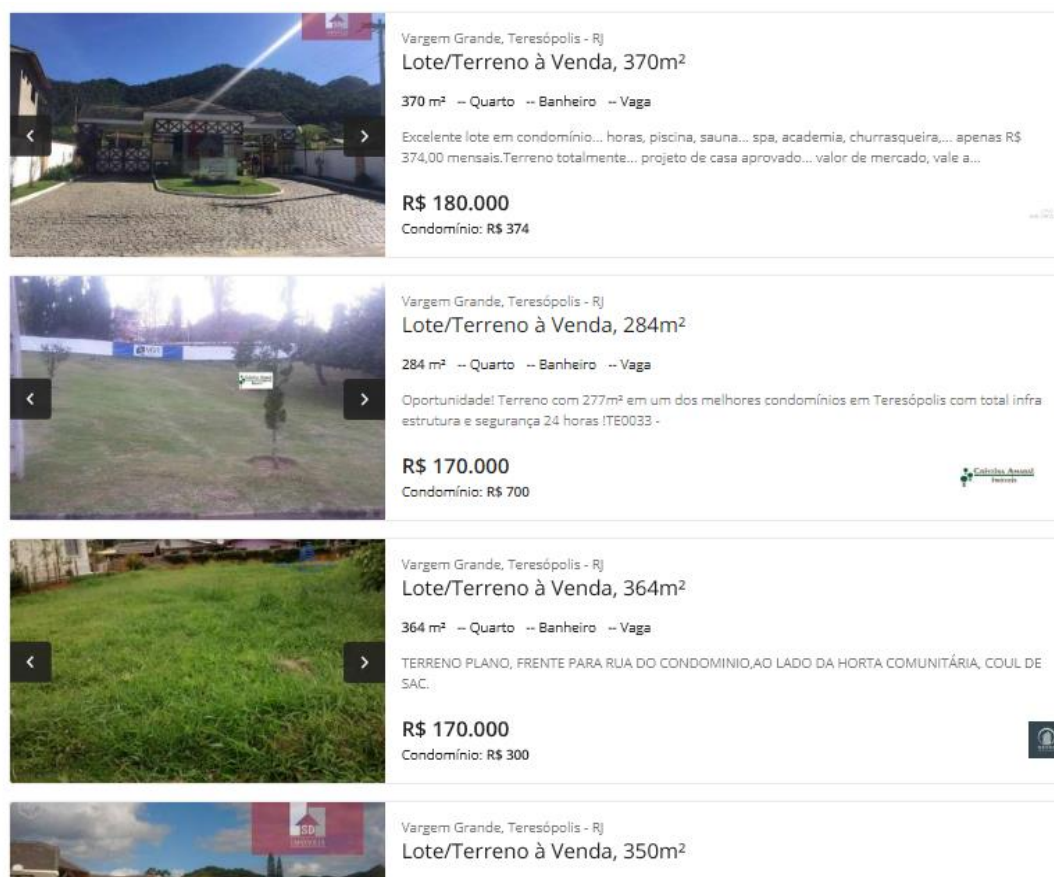 Vargem Grande, Teresópolis - RJ
Lote/Terreno à Venda, 370m²
370 m² -- Quarto -- Banheiro -- Vaga
Excelente lote em condomínio... horas, piscina, sauna... spa, academia, churrasqueira,... apenas R$
374,00 mensais.Terreno totalmente... projeto de casa aprovado... valor de mercado, vale a...
R$ 180.000
Condomínio: R$ 374
Vargem Grande, Teresópolis - RJ
Lote/Terreno à Venda, 284m²
284 m² -- Quarto -- Banheiro -- Vaga
Oportunidade! Terreno com 277m² em um dos melhores condomínios em Teresópolis com total infra
estrutura e segurança 24 horas !TE0033 -
R$ 170.000
Condomínio: R$ 700
Cristina Amaral
Imóveis
Vargem Grande, Teresópolis - RJ
Lote/Terreno à Venda, 364m²
364 m² -- Quarto -- Banheiro -- Vaga
TERRENO PLANO, FRENTE PARA RUA DO CONDOMINIO,AO LADO DA HORTA COMUNITÁRIA, COUL DE
SAC.
R$ 170.000
Condomínio: R$ 300
SD
IMÓVEIS
Vargem Grande, Teresópolis - RJ
Lote/Terreno à Venda, 350m²